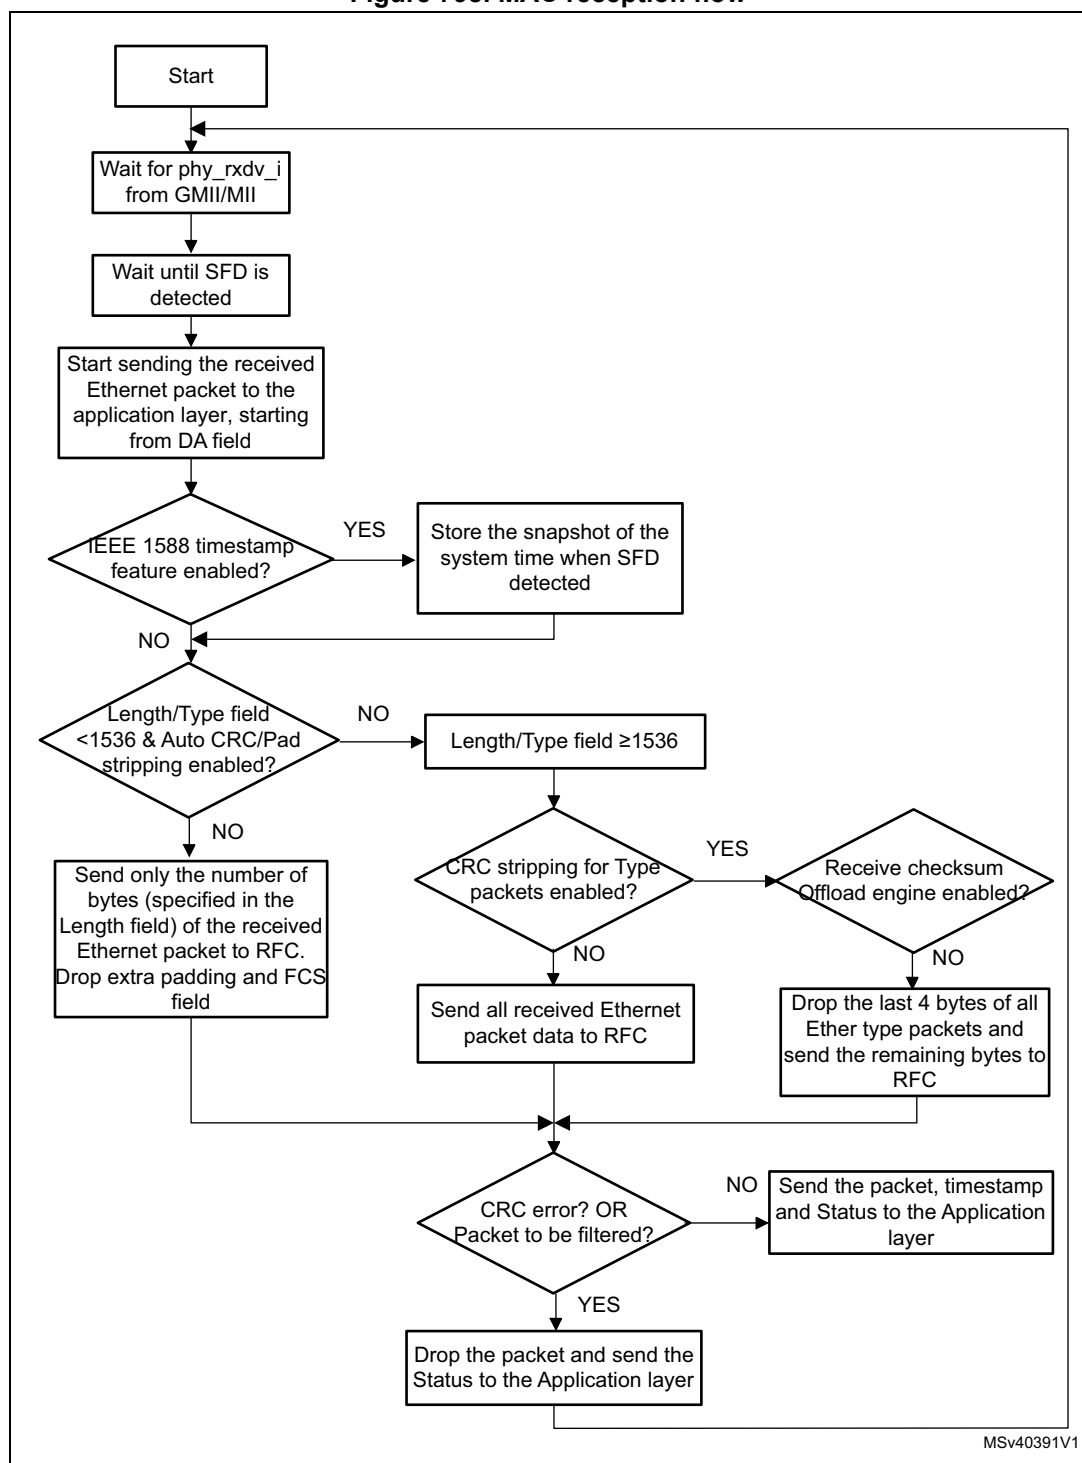 Start
Wait for phy_rxdv_i
from GMII/MII
Wait until SFD is
detected
Start sending the received
Ethernet packet to the
application layer, starting
from DA field
IEEE 1588 timestamp
feature enabled?
YES
Store the snapshot of the
system time when SFD
detected
NO
Length/Type field
<1536 & Auto CRC/Pad
stripping enabled?
NO
Length/Type field ≥1536
NO
Send only the number of
bytes (specified in the
Length field) of the received
Ethernet packet to RFC.
Drop extra padding and FCS
field
CRC stripping for Type
packets enabled?
YES
Receive checksum
Offload engine enabled?
NO
Send all received Ethernet
packet data to RFC
NO
Drop the last 4 bytes of all
Ether type packets and
send the remaining bytes to
RFC
CRC error? OR
Packet to be filtered?
NO
Send the packet, timestamp
and Status to the Application
layer
YES
Drop the packet and send the
Status to the Application layer
MSv40391V1